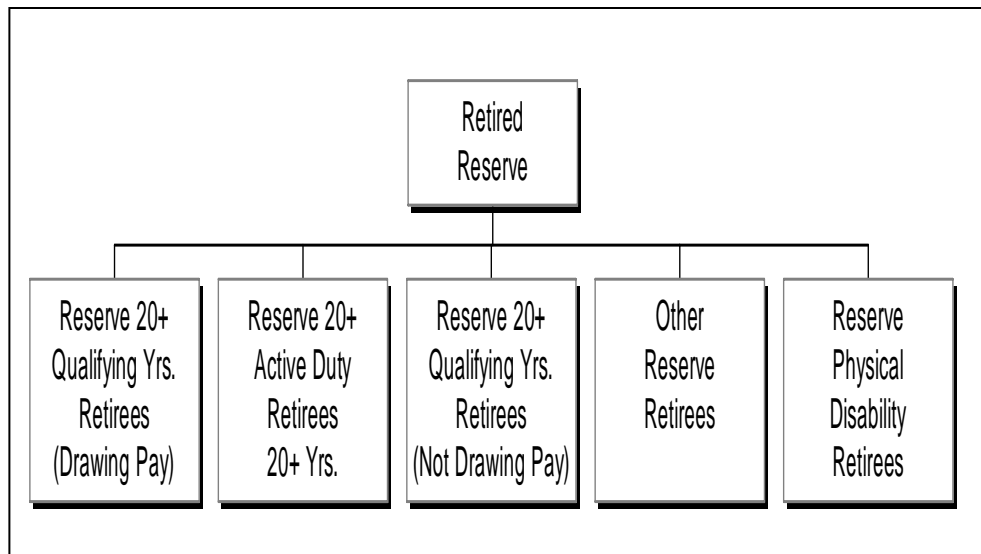 Retired
Reserve
Reserve 20+
Qualifying Yrs.
Retirees
(Drawing Pay)
Reserve 20+
Active Duty
Retirees
20+ Yrs.
Reserve 20+
Qualifying Yrs.
Retirees
(Not Drawing Pay)
Other
Reserve
Retirees
Reserve
Physical
Disability
Retirees